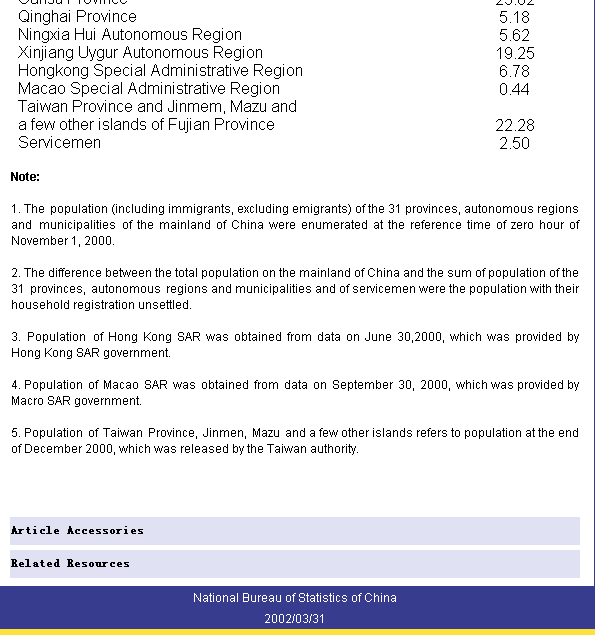 Qinghai Province 5.18
Ningxia Hui Autonomous Region 5.62
Xinjiang Uygur Autonomous Region 19.25
Hongkong Special Administrative Region 6.78
Macao Special Administrative Region 0.44
Taiwan Province and Jinmem, Mazu and
a few other islands of Fujian Province 22.28
Servicemen 2.50
Note:
1. The population (including immigrants, excluding emigrants) of the 31 provinces, autonomous regions
and municipalities of the mainland of China were enumerated at the reference time of zero hour of
November 1, 2000.
2. The difference between the total population on the mainland of China and the sum of population of the
31 provinces, autonomous regions and municipalities and of servicemen were the population with their
household registration unsettled.
3. Population of Hong Kong SAR was obtained from data on June 30,2000, which was provided by
Hong Kong SAR government.
4. Population of Macao SAR was obtained from data on September 30, 2000, which was provided by
Macro SAR government.
5. Population of Taiwan Province, Jinmen, Mazu and a few other islands refers to population at the end
of December 2000, which was released by the Taiwan authority.
Article Accessories
Related Resources
National Bureau of Statistics of China
2002/03/31